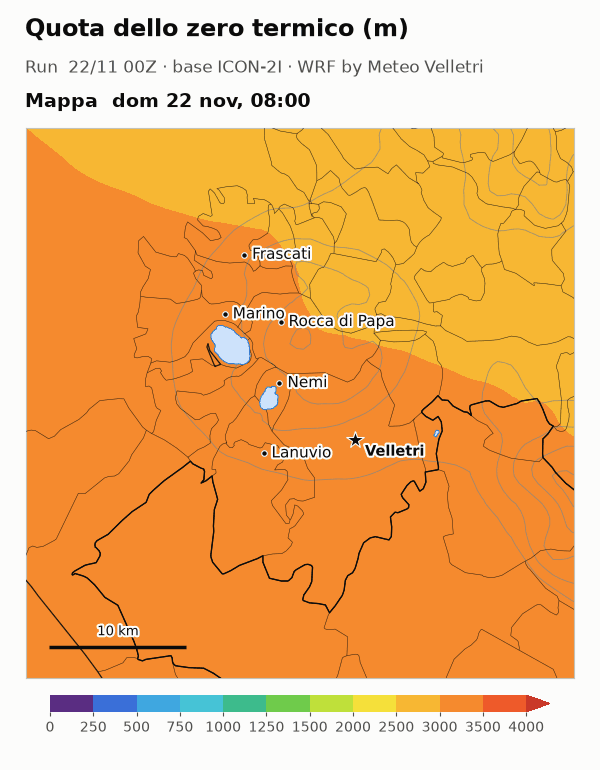 Quota dello zero termico (m)
Run  22/11 00Z · base ICON-2I · WRF by Meteo Velletri
Mappa  dom 22 nov, 08:00
Frascati
Marino
Rocca di Papa
Nemi
Velletri
Lanuvio
10 km
0 250 500 750 1000 1250 1500 2000 2500 3000 3500 4000